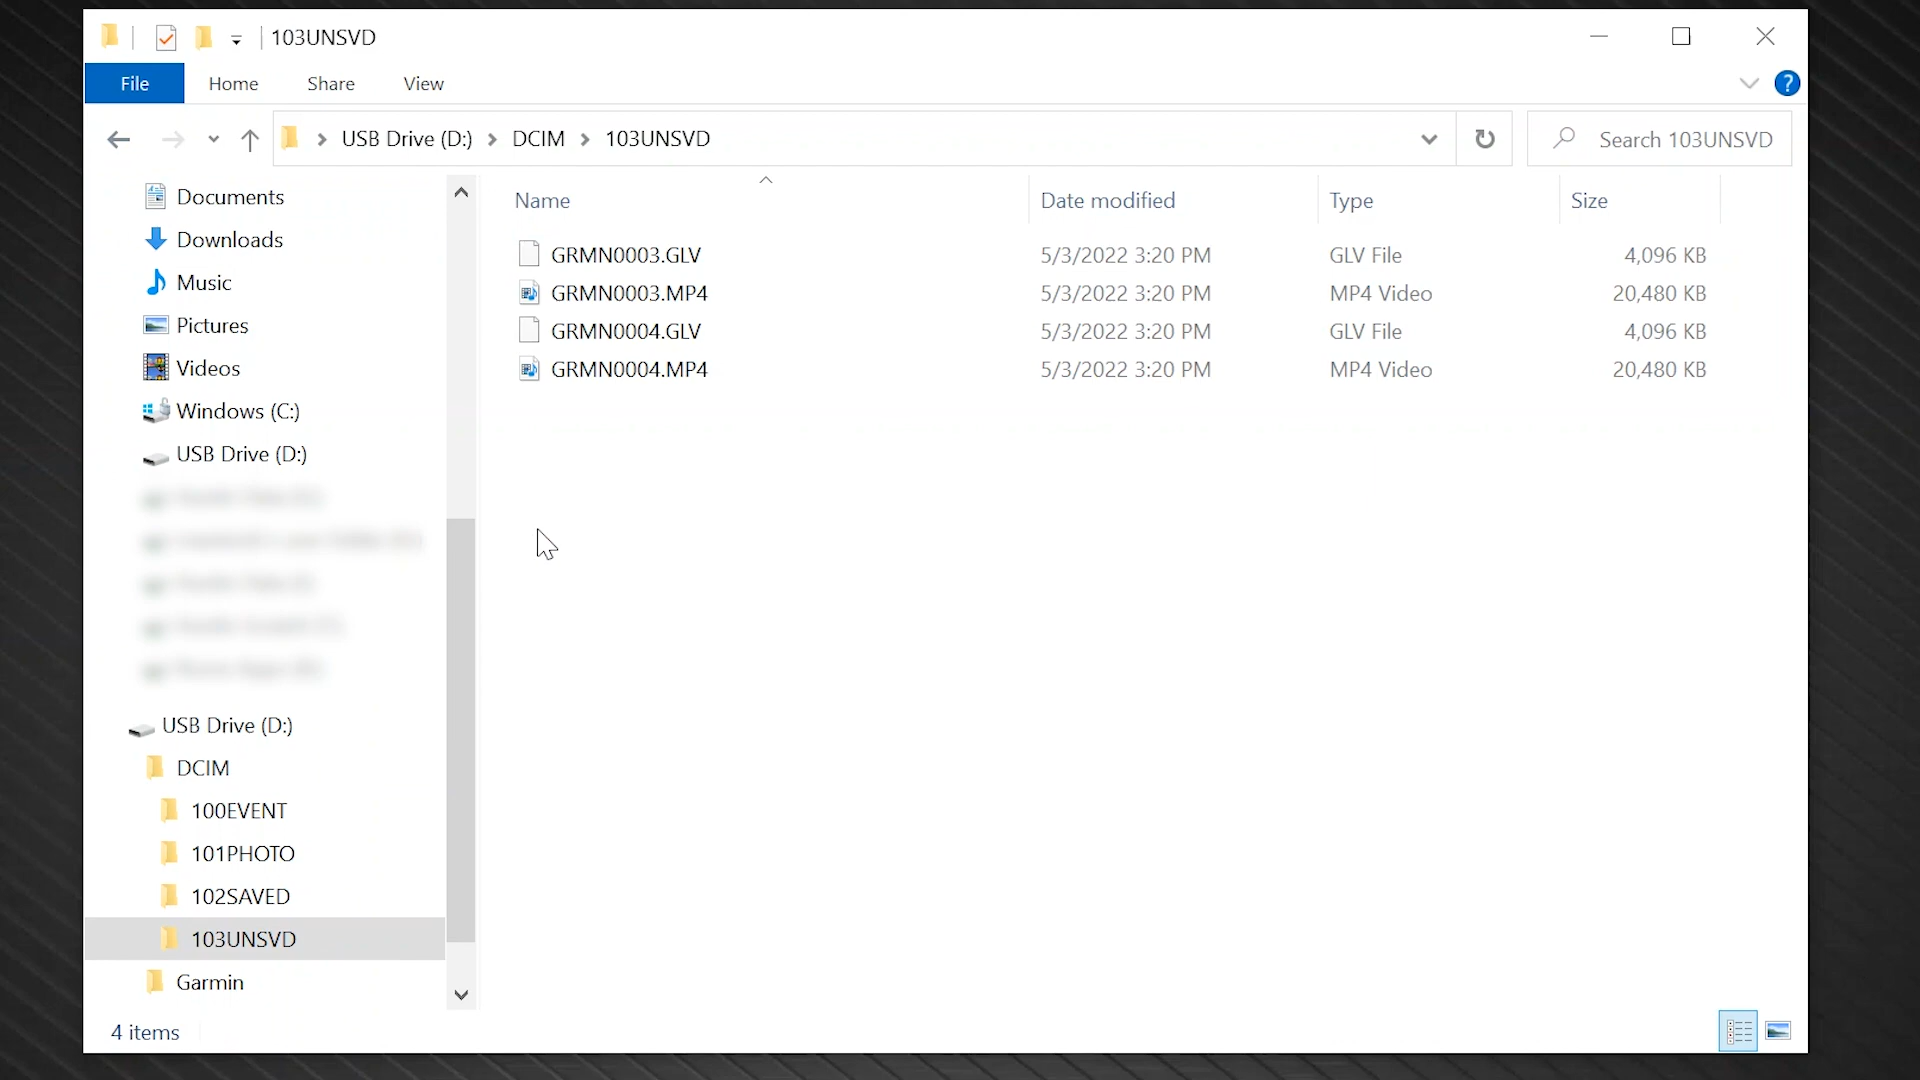 103UNSVD
File Home Share View ?
USB Drive (D:) DCIM 103UNSVD Search 103UNSVD
Name Date modified Type Size
GRMN0003.GLV 5/3/2022 3:20 PM GLV File 4,096 KB
GRMN0003.MP4 5/3/2022 3:20 PM MP4 Video 20,480 KB
GRMN0004.GLV 5/3/2022 3:20 PM GLV File 4,096 KB
GRMN0004.MP4 5/3/2022 3:20 PM MP4 Video 20,480 KB
Documents
Downloads
Music
Pictures
Videos
Windows (C:)
USB Drive (D:)
USB Drive (D:)
DCIM
100EVENT
101PHOTO
102SAVED
103UNSVD
Garmin
4 items